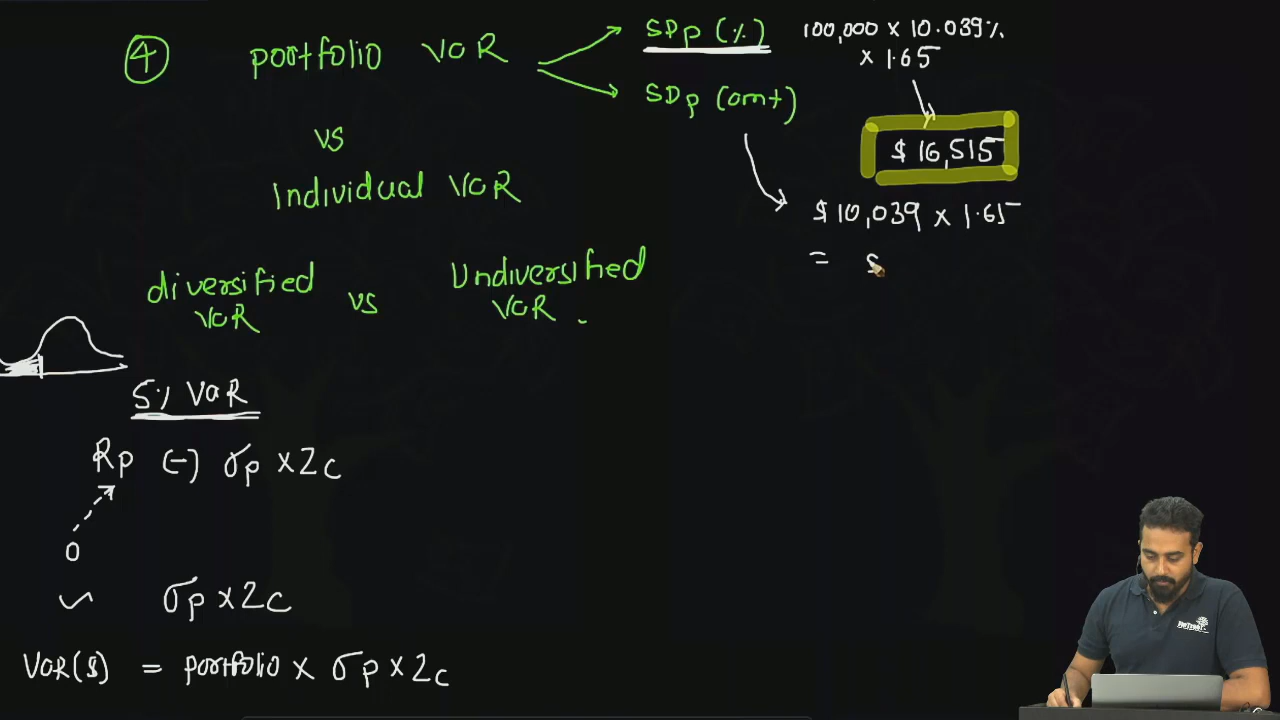 ④ portfolio VaR
SDp (%)
SDp (amt)
100,000 × 10.039%
× 1.65
$ 16,515
$ 10,039 × 1.65
= $
vs
Individual VaR
diversified VaR vs Undiversified VaR
5% VaR
Rp (-) σp × Zc
0
σp × Zc
VaR($) = portfolio × σp × Zc
FinTree